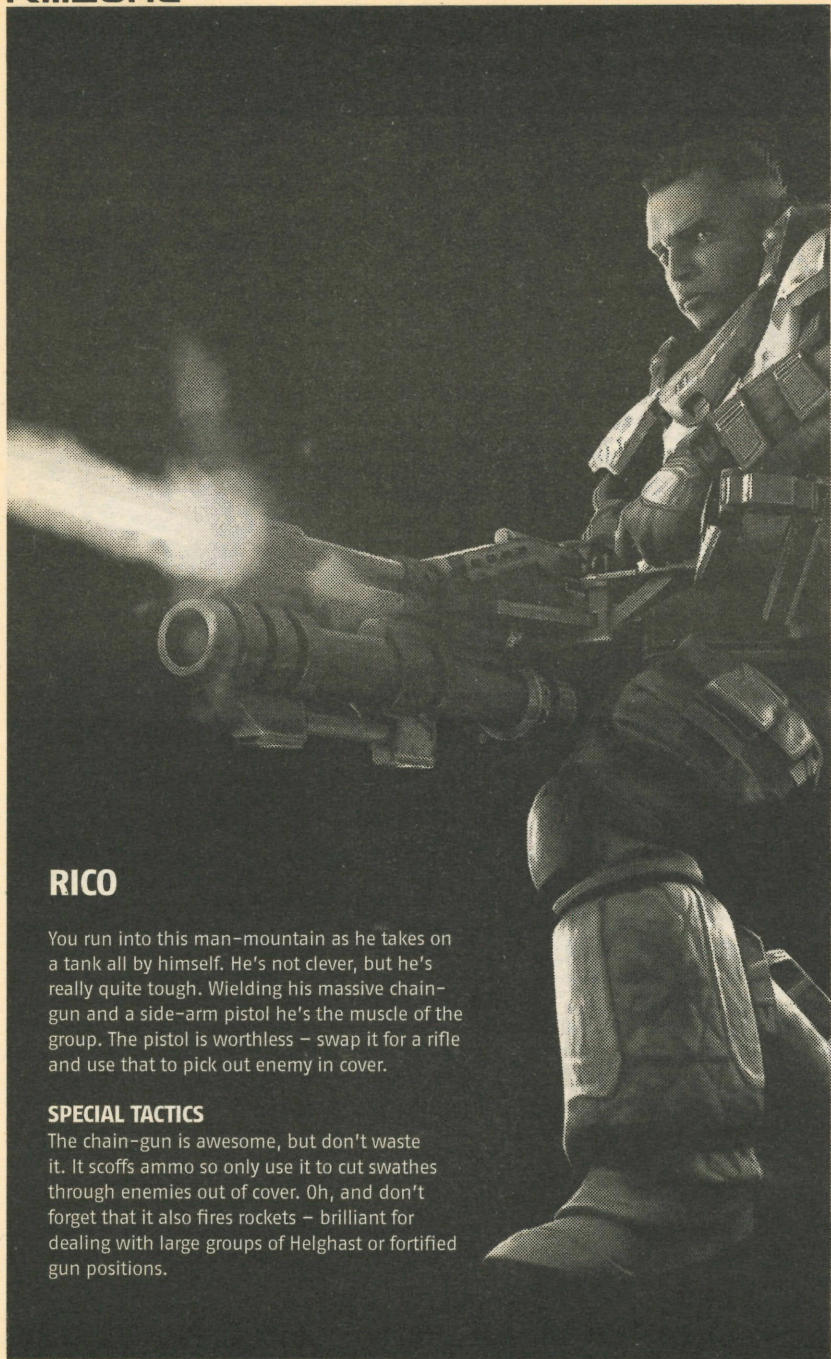 Killzone
RICO
You run into this man-mountain as he takes on
a tank all by himself. He's not clever, but he's
really quite tough. Wielding his massive chain-
gun and a side-arm pistol he's the muscle of the
group. The pistol is worthless – swap it for a rifle
and use that to pick out enemy in cover.
SPECIAL TACTICS
The chain-gun is awesome, but don't waste
it. It scoffs ammo so only use it to cut swathes
through enemies out of cover. Oh, and don't
forget that it also fires rockets – brilliant for
dealing with large groups of Helghast or fortified
gun positions.